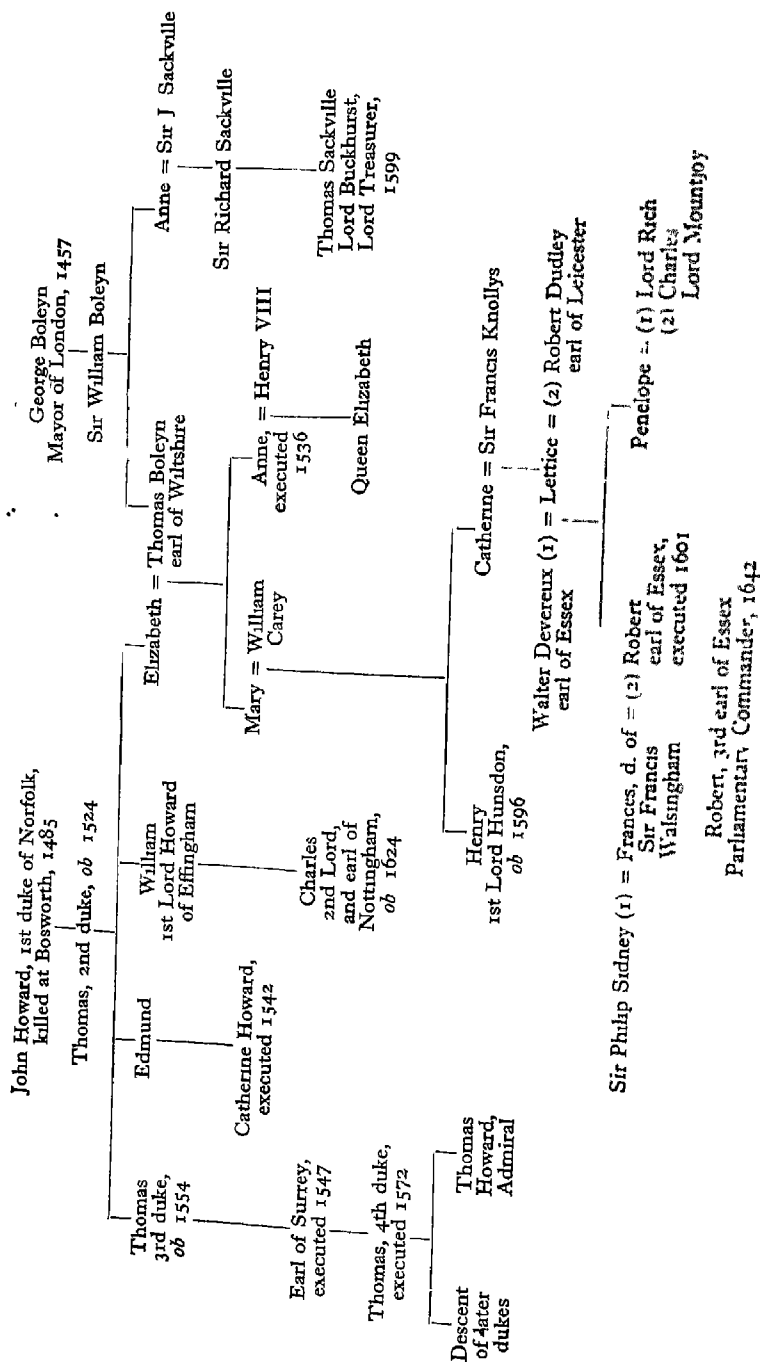 John Howard, 1st duke of Norfolk,
killed at Bosworth, 1485
Thomas, 2nd duke, ob 1524
George Boleyn
Mayor of London, 1457
Sir William Boleyn
Thomas
3rd duke,
ob 1554
Edmund
William
1st Lord Howard
of Effingham
Elizabeth = Thomas Boleyn
earl of Wiltshire
Anne = Sir J Sackville
Sir Richard Sackville
Thomas Sackville
Lord Buckhurst,
Lord Treasurer,
1599
Earl of Surrey,
executed 1547
Thomas, 4th duke,
executed 1572
Descent
of later
dukes
Thomas
Howard,
Admiral
Catherine Howard,
executed 1542
Charles
2nd Lord,
and earl of
Nottingham,
ob 1624
Mary = William
Carey
Anne, = Henry VIII
executed
1536
Queen Elizabeth
Henry
1st Lord Hunsdon,
ob 1596
Catherine = Sir Francis Knollys
Walter Devereux (1) = Lettice = (2) Robert Dudley
earl of Essex
earl of Leicester
Sir Philip Sidney (1) = Frances, d. of = (2) Robert
Sir Francis
Walsingham
earl of Essex,
executed 1601
Penelope = (1) Lord Rich
(2) Charles
Lord Mountjoy
Robert, 3rd earl of Essex
Parliamentary Commander, 1642